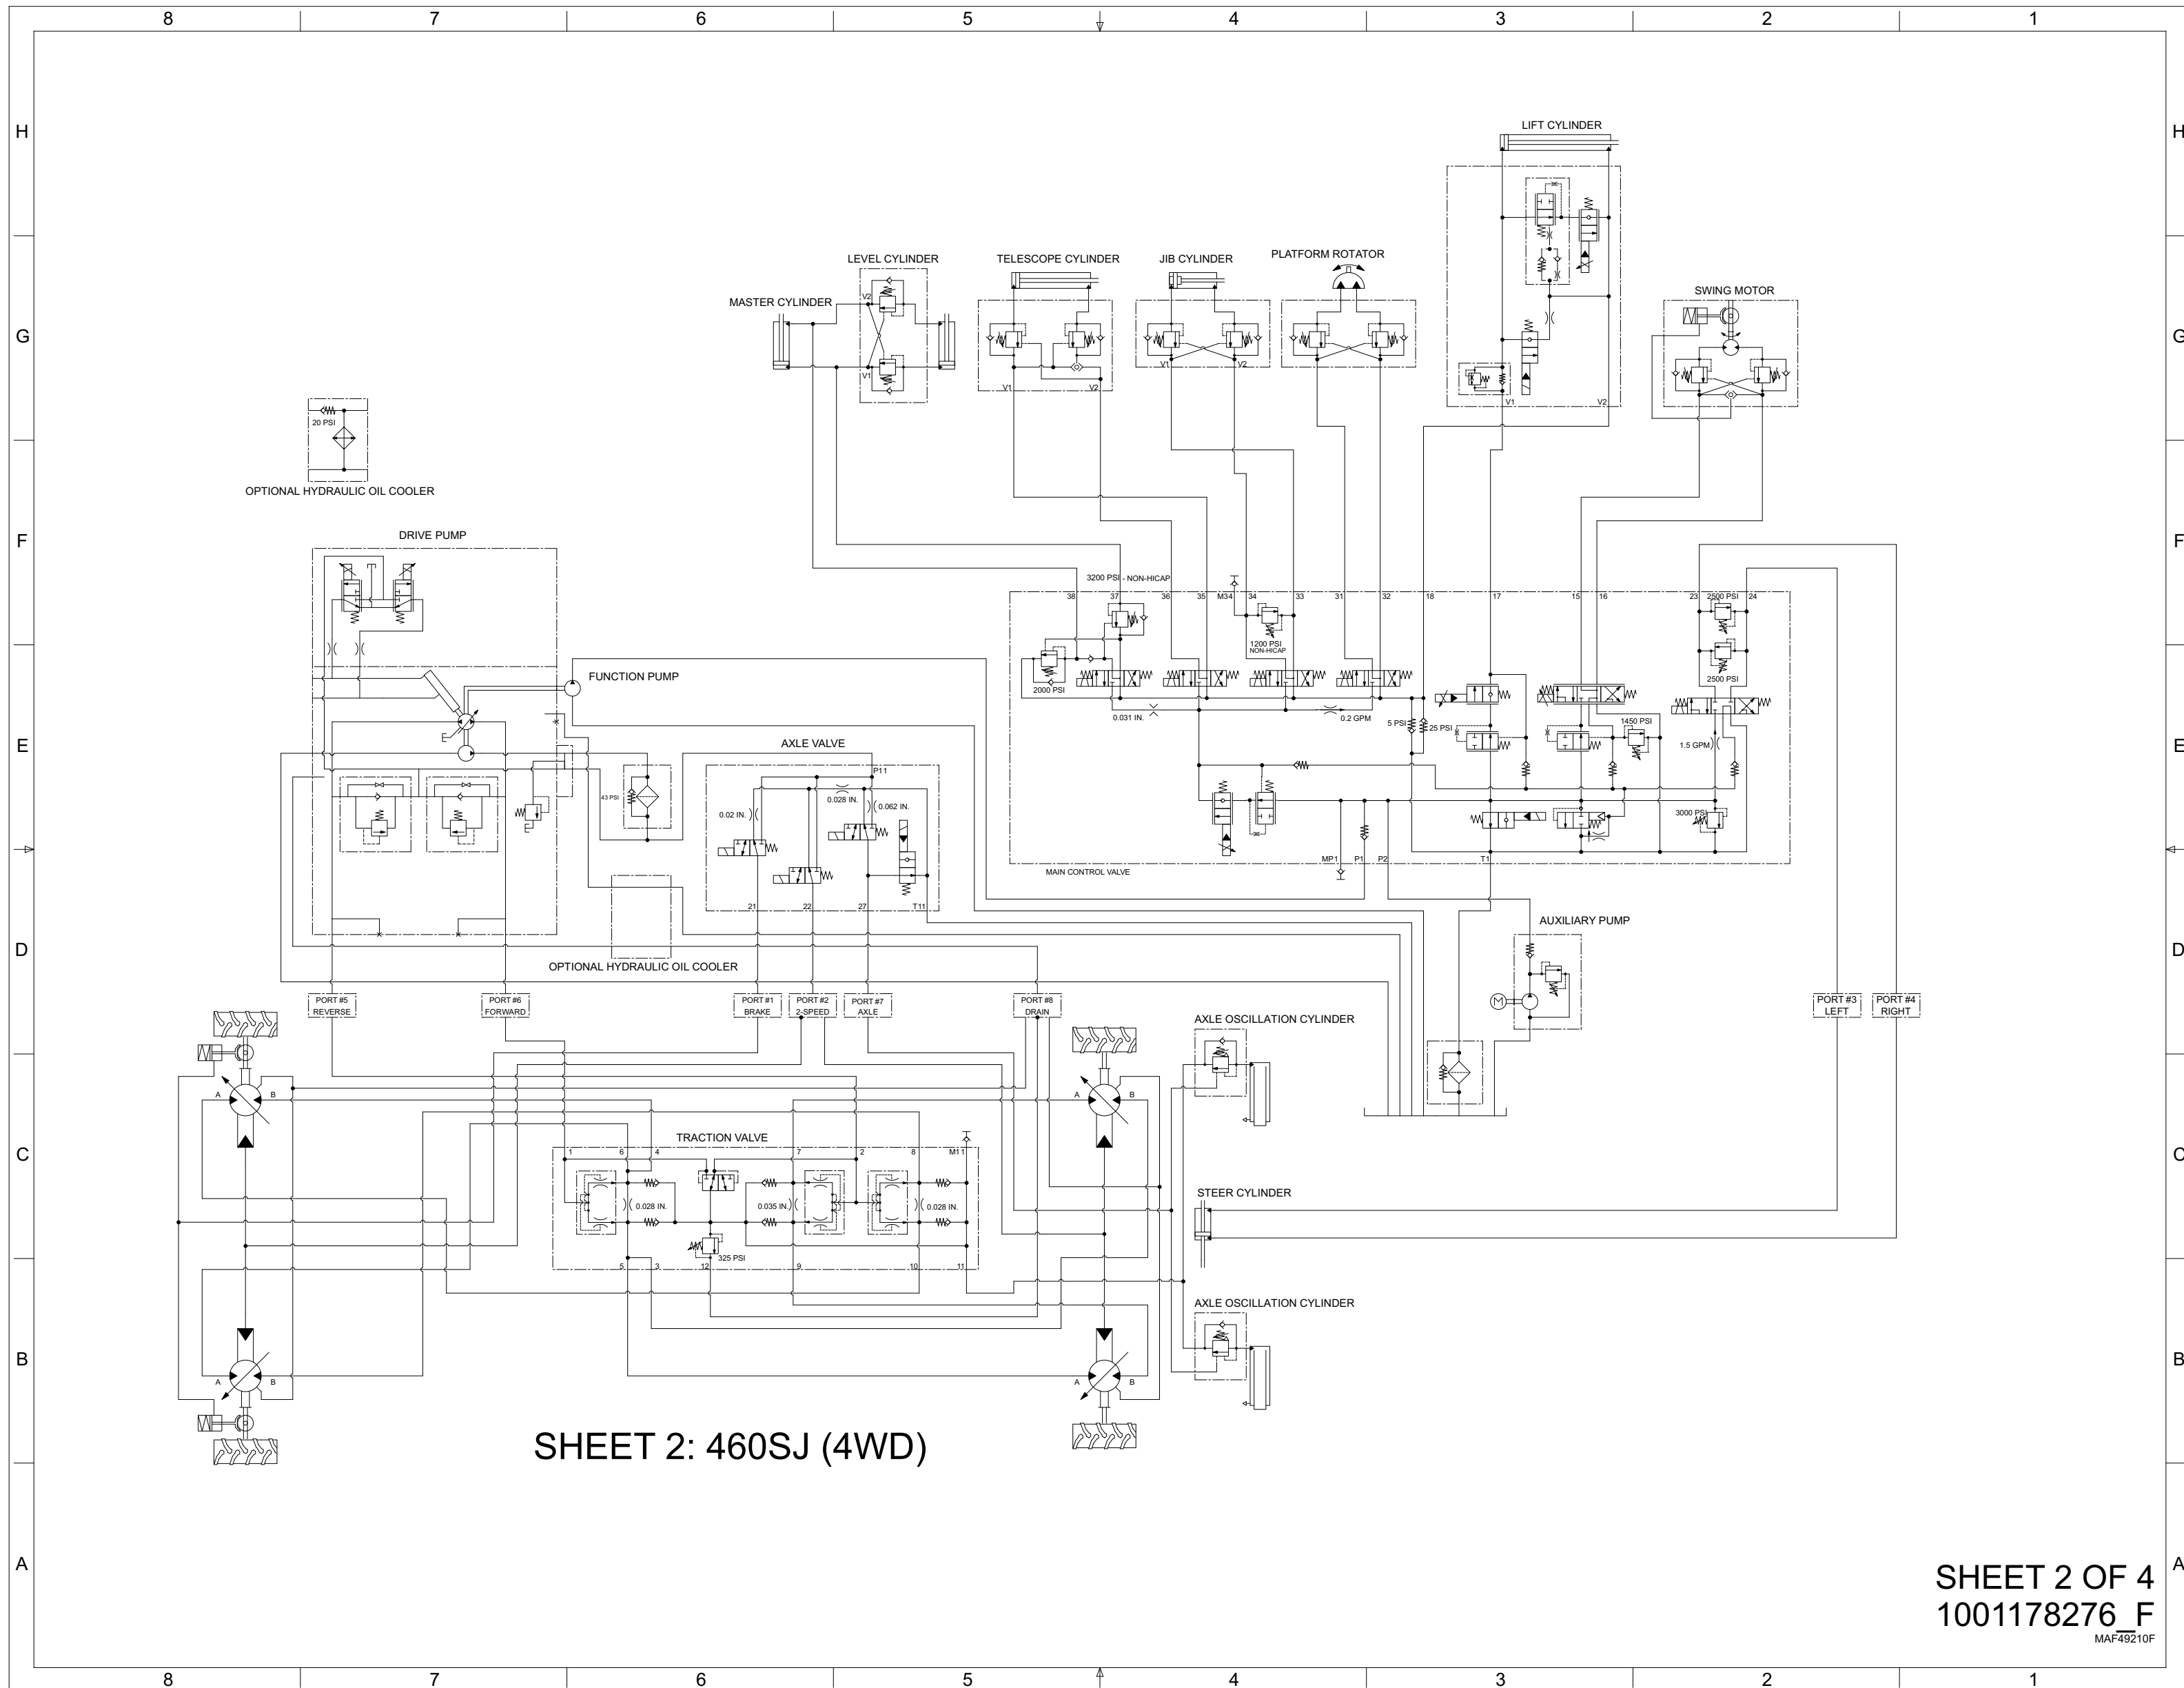 8 7 6 5 4 3 2 1
H H
LIFT CYLINDER
LEVEL CYLINDER
TELESCOPE CYLINDER
JIB CYLINDER
PLATFORM ROTATOR
SWING MOTOR
MASTER CYLINDER
V2
G G
V1
V1 V2
V1 V2
V1 V2
20 PSI
OPTIONAL HYDRAULIC OIL COOLER
DRIVE PUMP
F F
3200 PSI - NON-HICAP
38 37 36 35 M34 34 33 31 32 18 17 15 16 23 2500 PSI 24
1200 PSI
NON-HICAP
FUNCTION PUMP
2000 PSI
2500 PSI
0.031 IN.
0.2 GPM
5 PSI
25 PSI
1450 PSI
1.5 GPM
E E
AXLE VALVE
P11
43 PSI
0.028 IN.
0.062 IN.
0.02 IN.
3000 PSI
MP1 P1 P2 T1
MAIN CONTROL VALVE
21 22 27 T11
AUXILIARY PUMP
D D
OPTIONAL HYDRAULIC OIL COOLER
PORT #5
REVERSE
PORT #6
FORWARD
PORT #1
BRAKE
PORT #2
2-SPEED
PORT #7
AXLE
PORT #8
DRAIN
M
PORT #3
LEFT
PORT #4
RIGHT
AXLE OSCILLATION CYLINDER
A B
A B
TRACTION VALVE
C C
1 6 4 7 2 8 M11
STEER CYLINDER
0.028 IN.
0.035 IN.
0.028 IN.
325 PSI
5 3 12 9 10 11
AXLE OSCILLATION CYLINDER
B B
A B
A B
SHEET 2: 460SJ (4WD)
A A
SHEET 2 OF 4
1001178276_F
MAF49210F
8 7 6 5 4 3 2 1